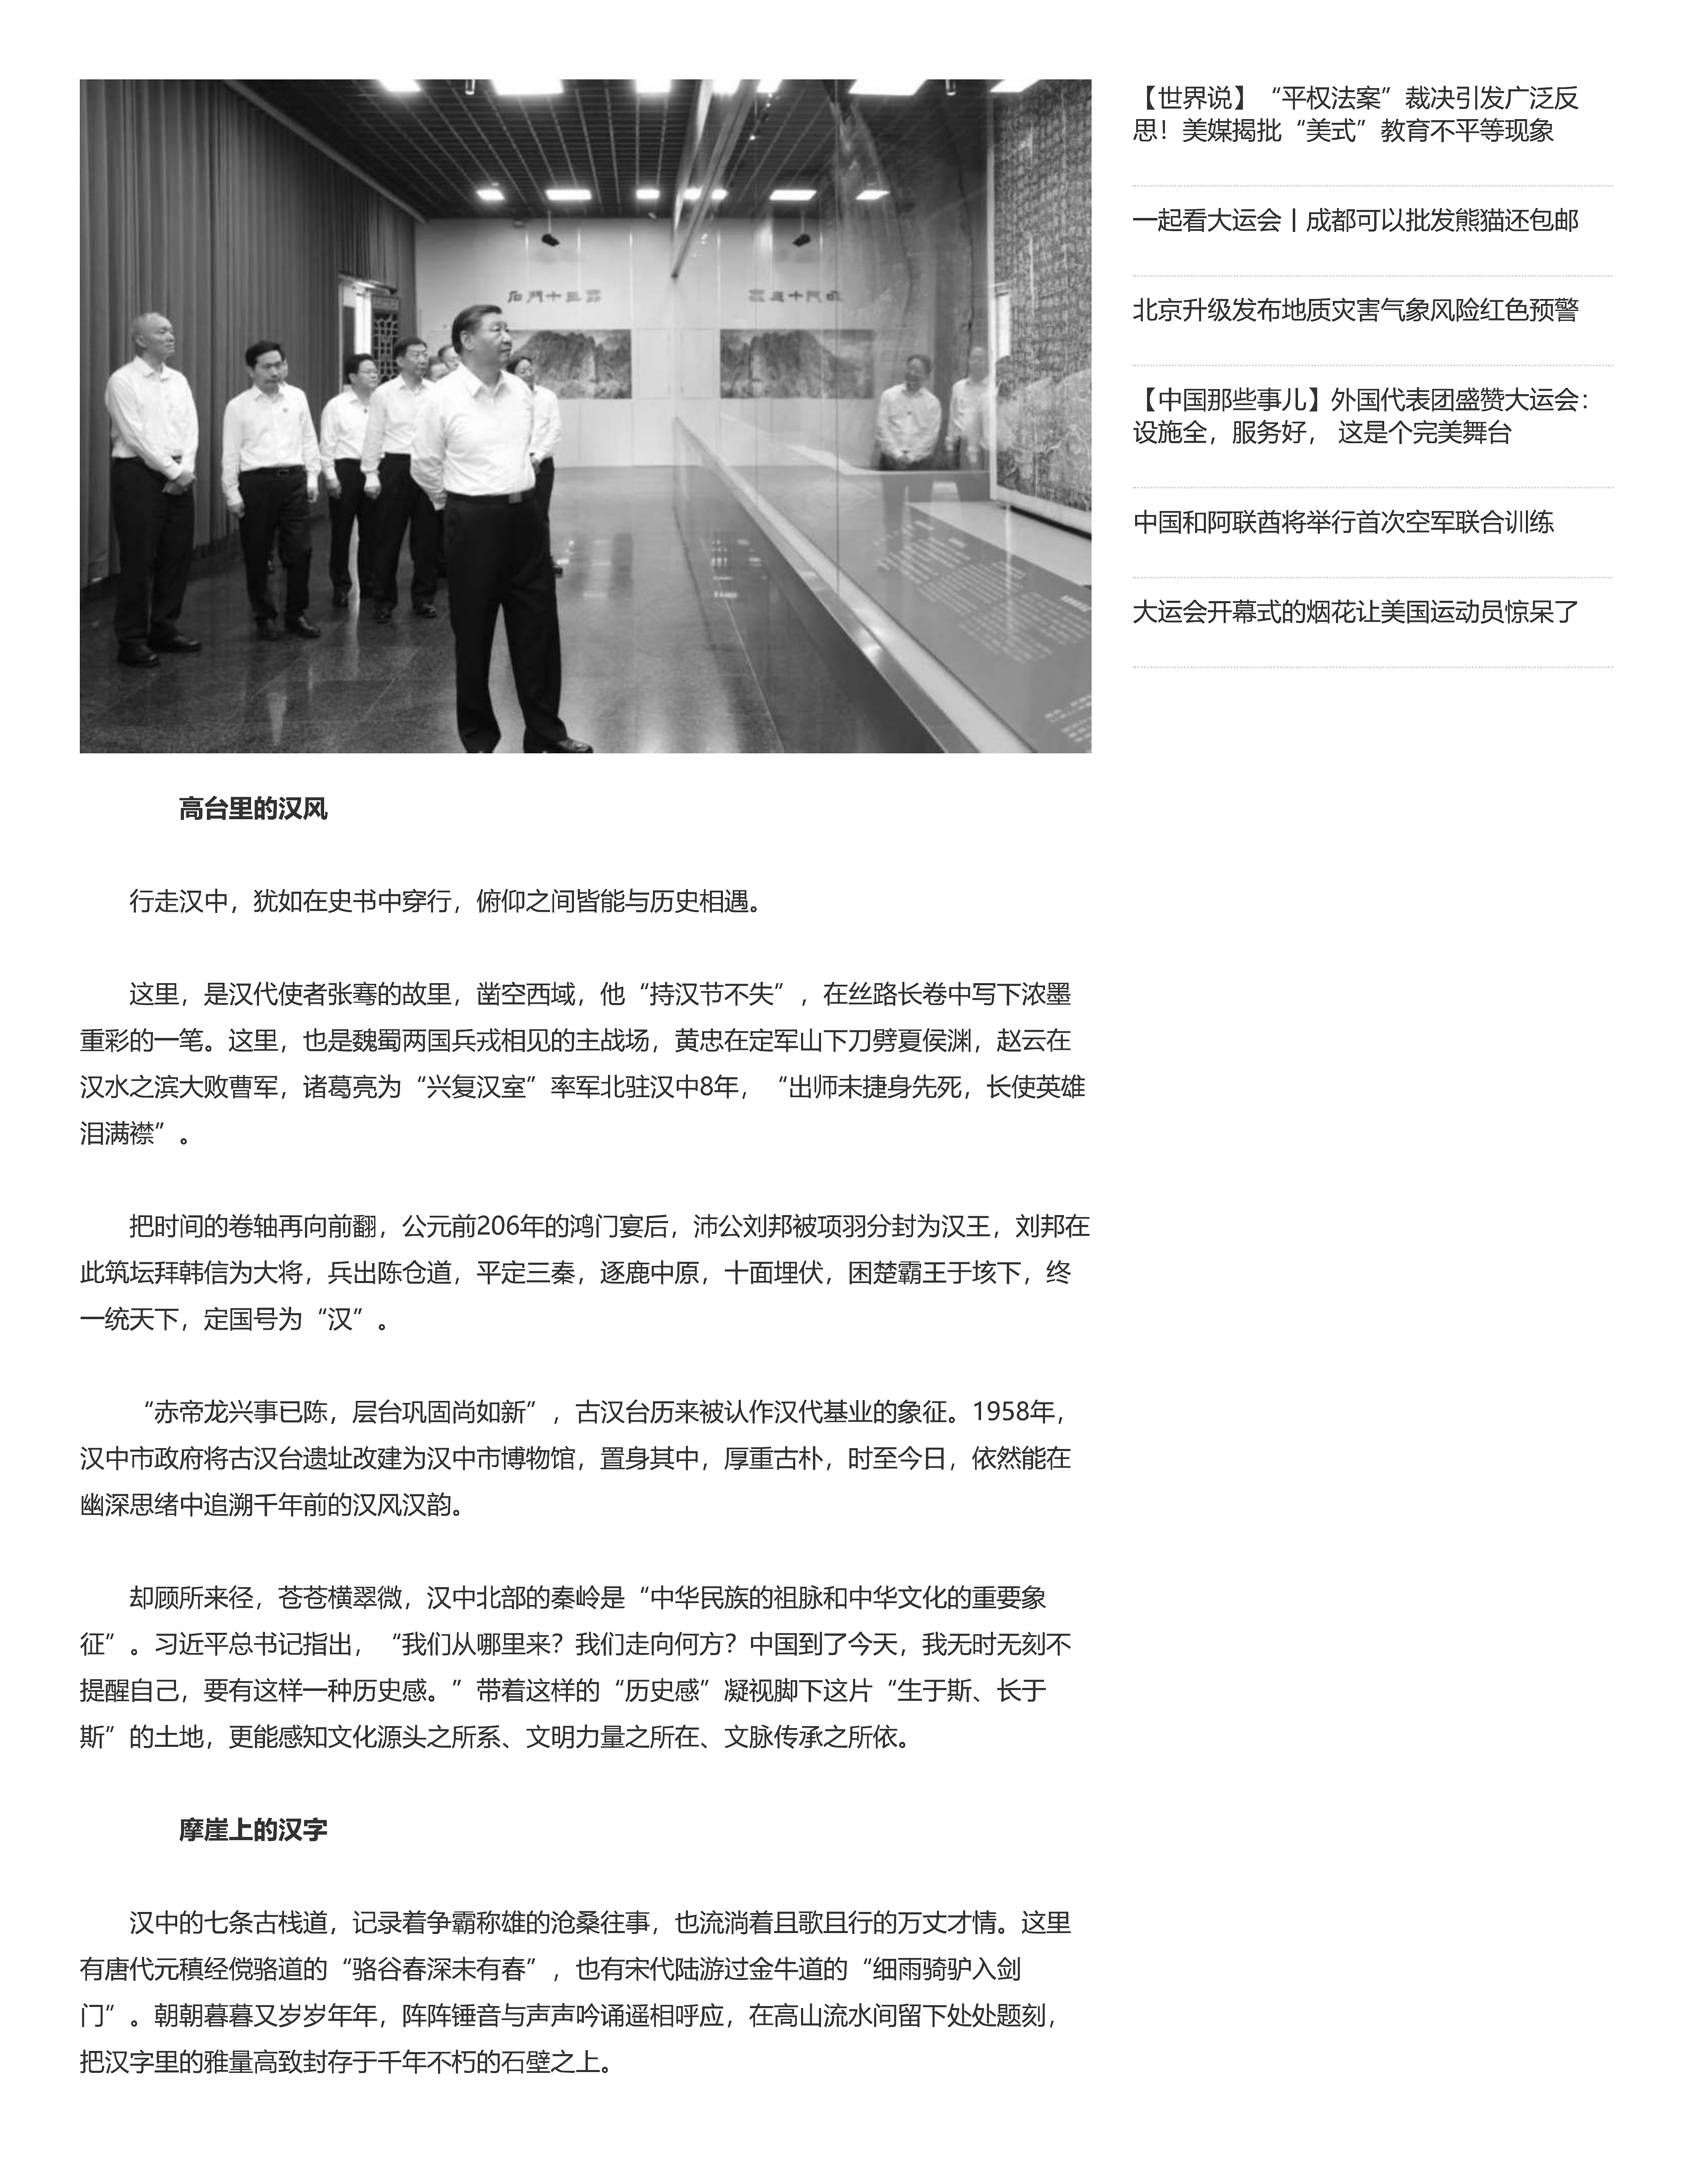 【世界说】“平权法案”裁决引发广泛反
思！美媒揭批“美式”教育不平等现象
一起看大运会丨成都可以批发熊猫还包邮
北京升级发布地质灾害气象风险红色预警
【中国那些事儿】外国代表团盛赞大运会：
设施全，服务好， 这是个完美舞台
中国和阿联酋将举行首次空军联合训练
大运会开幕式的烟花让美国运动员惊呆了
高台里的汉风
行走汉中，犹如在史书中穿行，俯仰之间皆能与历史相遇。
这里，是汉代使者张骞的故里，凿空西域，他“持汉节不失”，在丝路长卷中写下浓墨
重彩的一笔。这里，也是魏蜀两国兵戎相见的主战场，黄忠在定军山下刀劈夏侯渊，赵云在
汉水之滨大败曹军，诸葛亮为“兴复汉室”率军北驻汉中8年，“出师未捷身先死，长使英雄
泪满襟”。
把时间的卷轴再向前翻，公元前206年的鸿门宴后，沛公刘邦被项羽分封为汉王，刘邦在
此筑坛拜韩信为大将，兵出陈仓道，平定三秦，逐鹿中原，十面埋伏，困楚霸王于垓下，终
一统天下，定国号为“汉”。
“赤帝龙兴事已陈，层台巩固尚如新”，古汉台历来被认作汉代基业的象征。1958年，
汉中市政府将古汉台遗址改建为汉中市博物馆，置身其中，厚重古朴，时至今日，依然能在
幽深思绪中追溯千年前的汉风汉韵。
却顾所来径，苍苍横翠微，汉中北部的秦岭是“中华民族的祖脉和中华文化的重要象
征”。习近平总书记指出，“我们从哪里来？我们走向何方？中国到了今天，我无时无刻不
提醒自己，要有这样一种历史感。”带着这样的“历史感”凝视脚下这片“生于斯、长于
斯”的土地，更能感知文化源头之所系、文明力量之所在、文脉传承之所依。
摩崖上的汉字
汉中的七条古栈道，记录着争霸称雄的沧桑往事，也流淌着且歌且行的万丈才情。这里
有唐代元稹经傥骆道的“骆谷春深未有春”，也有宋代陆游过金牛道的“细雨骑驴入剑
门”。朝朝暮暮又岁岁年年，阵阵锤音与声声吟诵遥相呼应，在高山流水间留下处处题刻，
把汉字里的雅量高致封存于千年不朽的石壁之上。